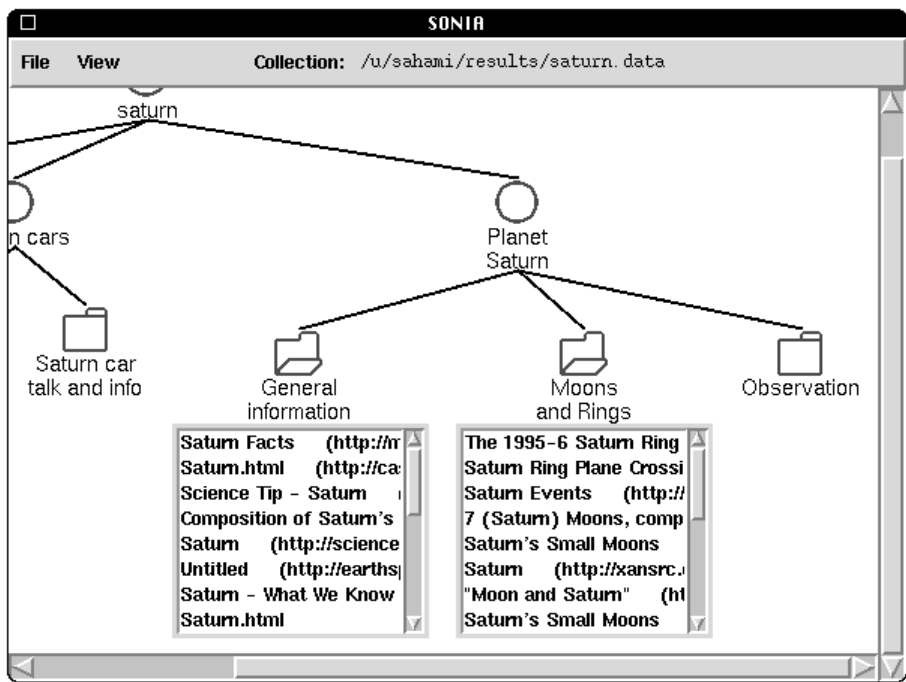 SONIA
File View Collection: /u/sahami/results/saturn.data
saturn
n cars
Planet
Saturn
Saturn car
talk and info
General
information
Moons
and Rings
Observation
Saturn Facts (http://m
Saturn.html (http://ca
Science Tip - Saturn
Composition of Saturn's
Saturn (http://science
Untitled (http://earthsp
Saturn - What We Know
Saturn.html
The 1995-6 Saturn Ring
Saturn Ring Plane Crossi
Saturn Events (http://
7 (Saturn) Moons, comp
Saturn's Small Moons
Saturn (http://xansrc.
"Moon and Saturn" (ht
Saturn's Small Moons